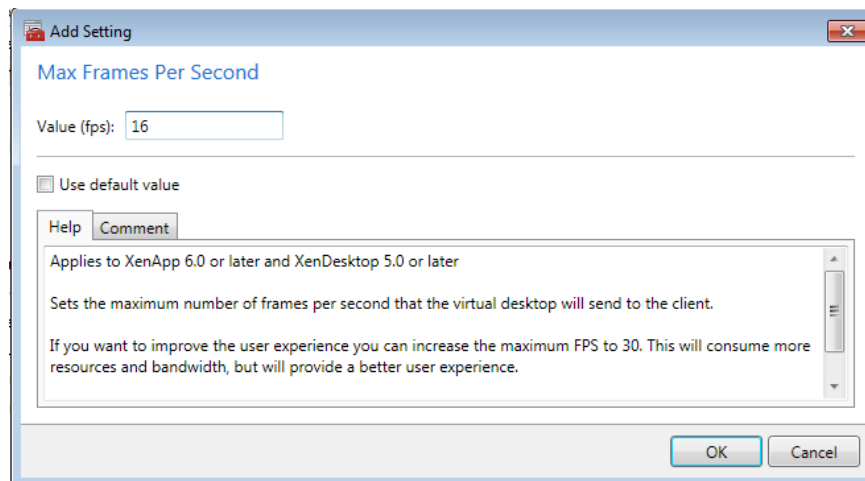 Add Setting
Max Frames Per Second
Value (fps): 16
Use default value
Help Comment
Applies to XenApp 6.0 or later and XenDesktop 5.0 or later
Sets the maximum number of frames per second that the virtual desktop will send to the client.
If you want to improve the user experience you can increase the maximum FPS to 30. This will consume more
resources and bandwidth, but will provide a better user experience.
OK Cancel